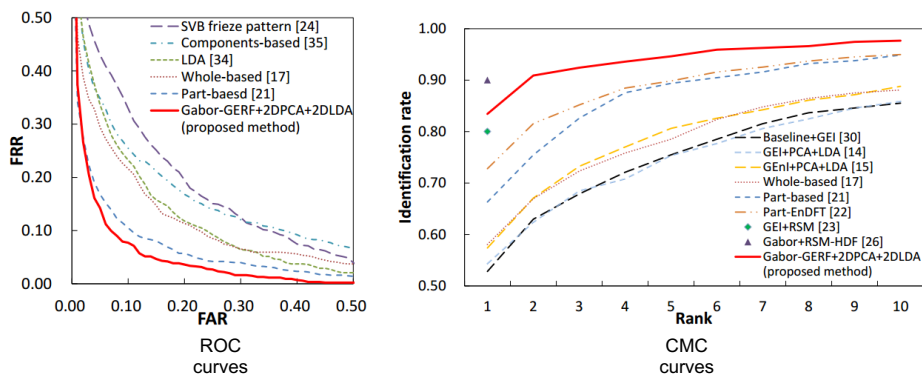 0.50
0.40
0.30
0.20
0.10
0.00
FRR
SVB frieze pattern [24]
Components-based [35]
LDA [34]
Whole-based [17]
Part-baesd [21]
Gabor-GERF+2DPCA+2DLDA
(proposed method)
0.00 0.10 0.20 0.30 0.40 0.50
FAR
ROC
curves
1.00
0.90
0.80
0.70
0.60
0.50
Identification rate
Baseline+GEI [30]
GEI+PCA+LDA [14]
GEnI+PCA+LDA [15]
Whole-based [17]
Part-based [21]
Part-EnDFT [22]
GEI+RSM [23]
Gabor+RSM-HDF [26]
Gabor-GERF+2DPCA+2DLDA
(proposed method)
1 2 3 4 5 6 7 8 9 10
Rank
CMC
curves